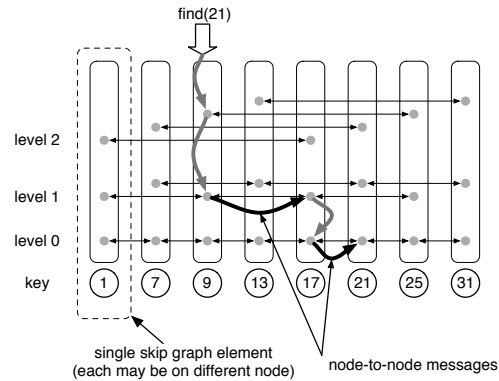 find(21)
level 2
level 1
level 0
key 1 7 9 13 17 21 25 31
single skip graph element
(each may be on different node)
node-to-node messages